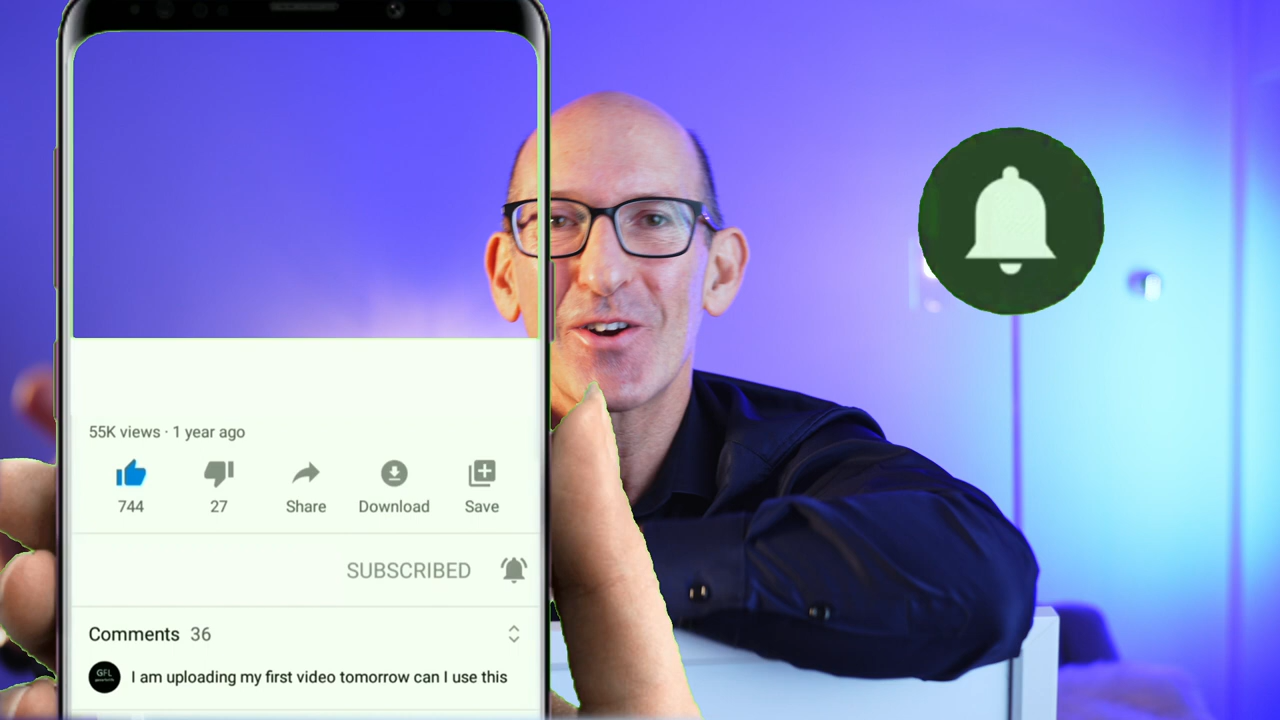 55K views · 1 year ago
744
27
Share
Download
Save
SUBSCRIBED
Comments 36
GFL
I am uploading my first video tomorrow can I use this